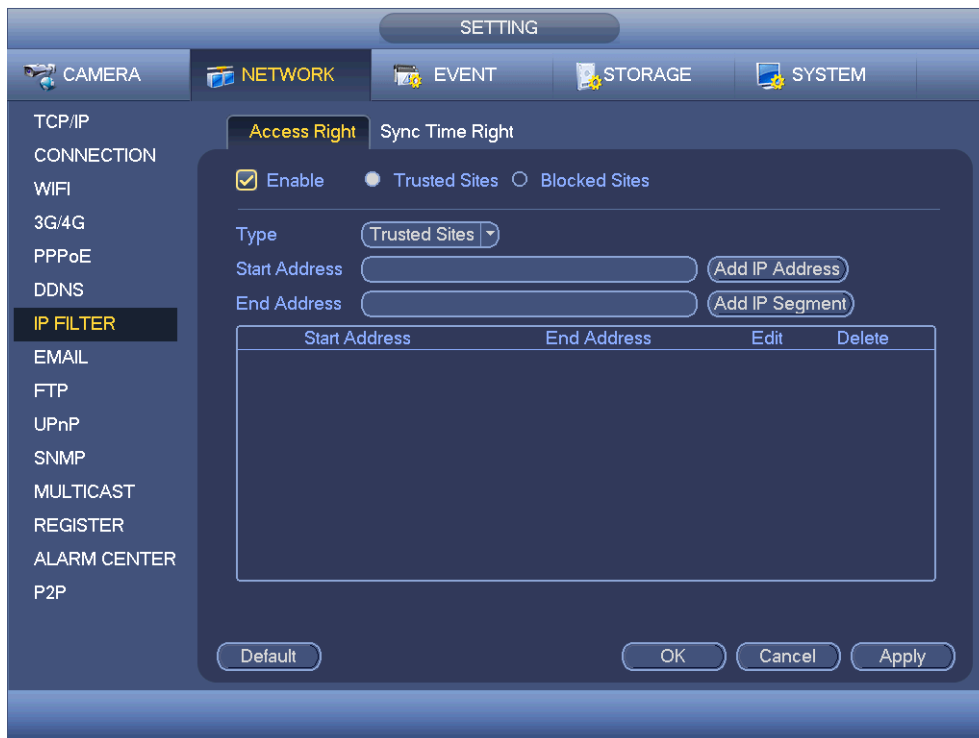 SETTING
CAMERA NETWORK EVENT STORAGE SYSTEM
TCP/IP
CONNECTION
WIFI
3G/4G
PPPoE
DDNS
IP FILTER
EMAIL
FTP
UPnP
SNMP
MULTICAST
REGISTER
ALARM CENTER
P2P
Access Right Sync Time Right
Enable Trusted Sites Blocked Sites
Type Trusted Sites
Start Address Add IP Address
End Address Add IP Segment
Start Address End Address Edit Delete
Default OK Cancel Apply